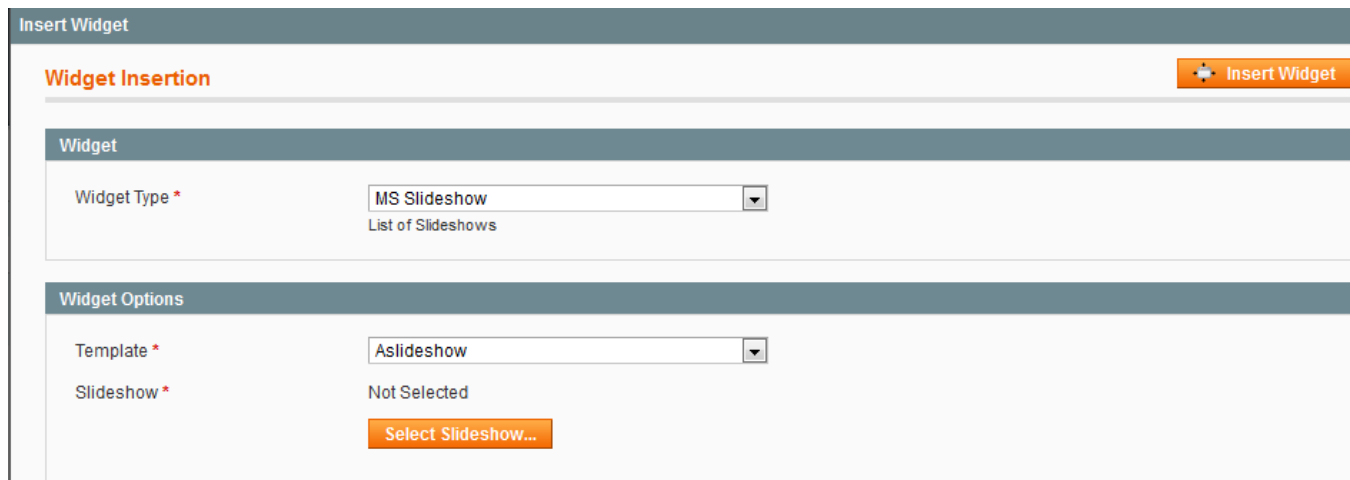 Insert Widget
Widget Insertion
Insert Widget
Widget
Widget Type *
MS Slideshow
List of Slideshows
Widget Options
Template *
Aslideshow
Slideshow *
Not Selected
Select Slideshow...